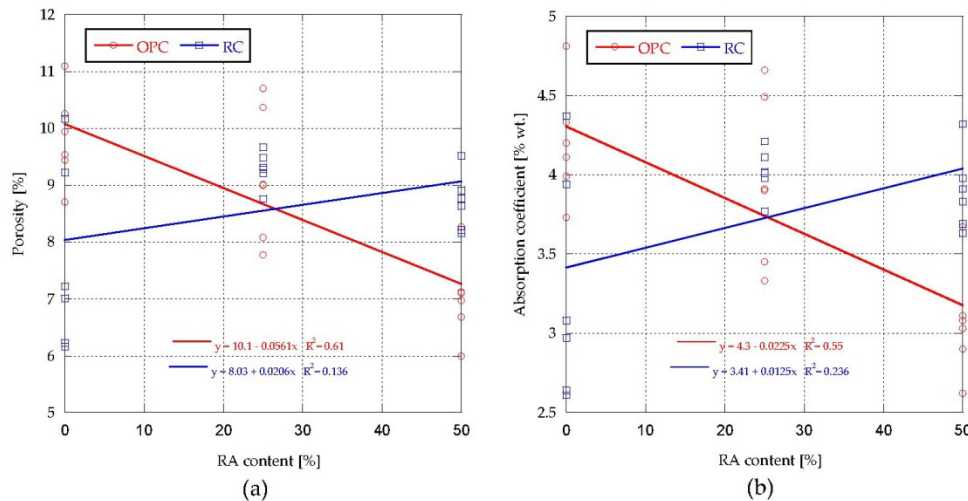 OPC RC
12
11
10
9
8
7
6
5
Porosity [%]
y = 10.1 - 0.0561x R²= 0.61
y = 8.03 + 0.0206x R²= 0.136
0 10 20 30 40 50
RA content [%]
(a)
OPC RC
5
4.5
4
3.5
3
2.5
Absorption coefficient [% wt.]
y = 4.3 - 0.0225x R²= 0.55
y = 3.41 + 0.0125x R²= 0.236
0 10 20 30 40 50
RA content [%]
(b)